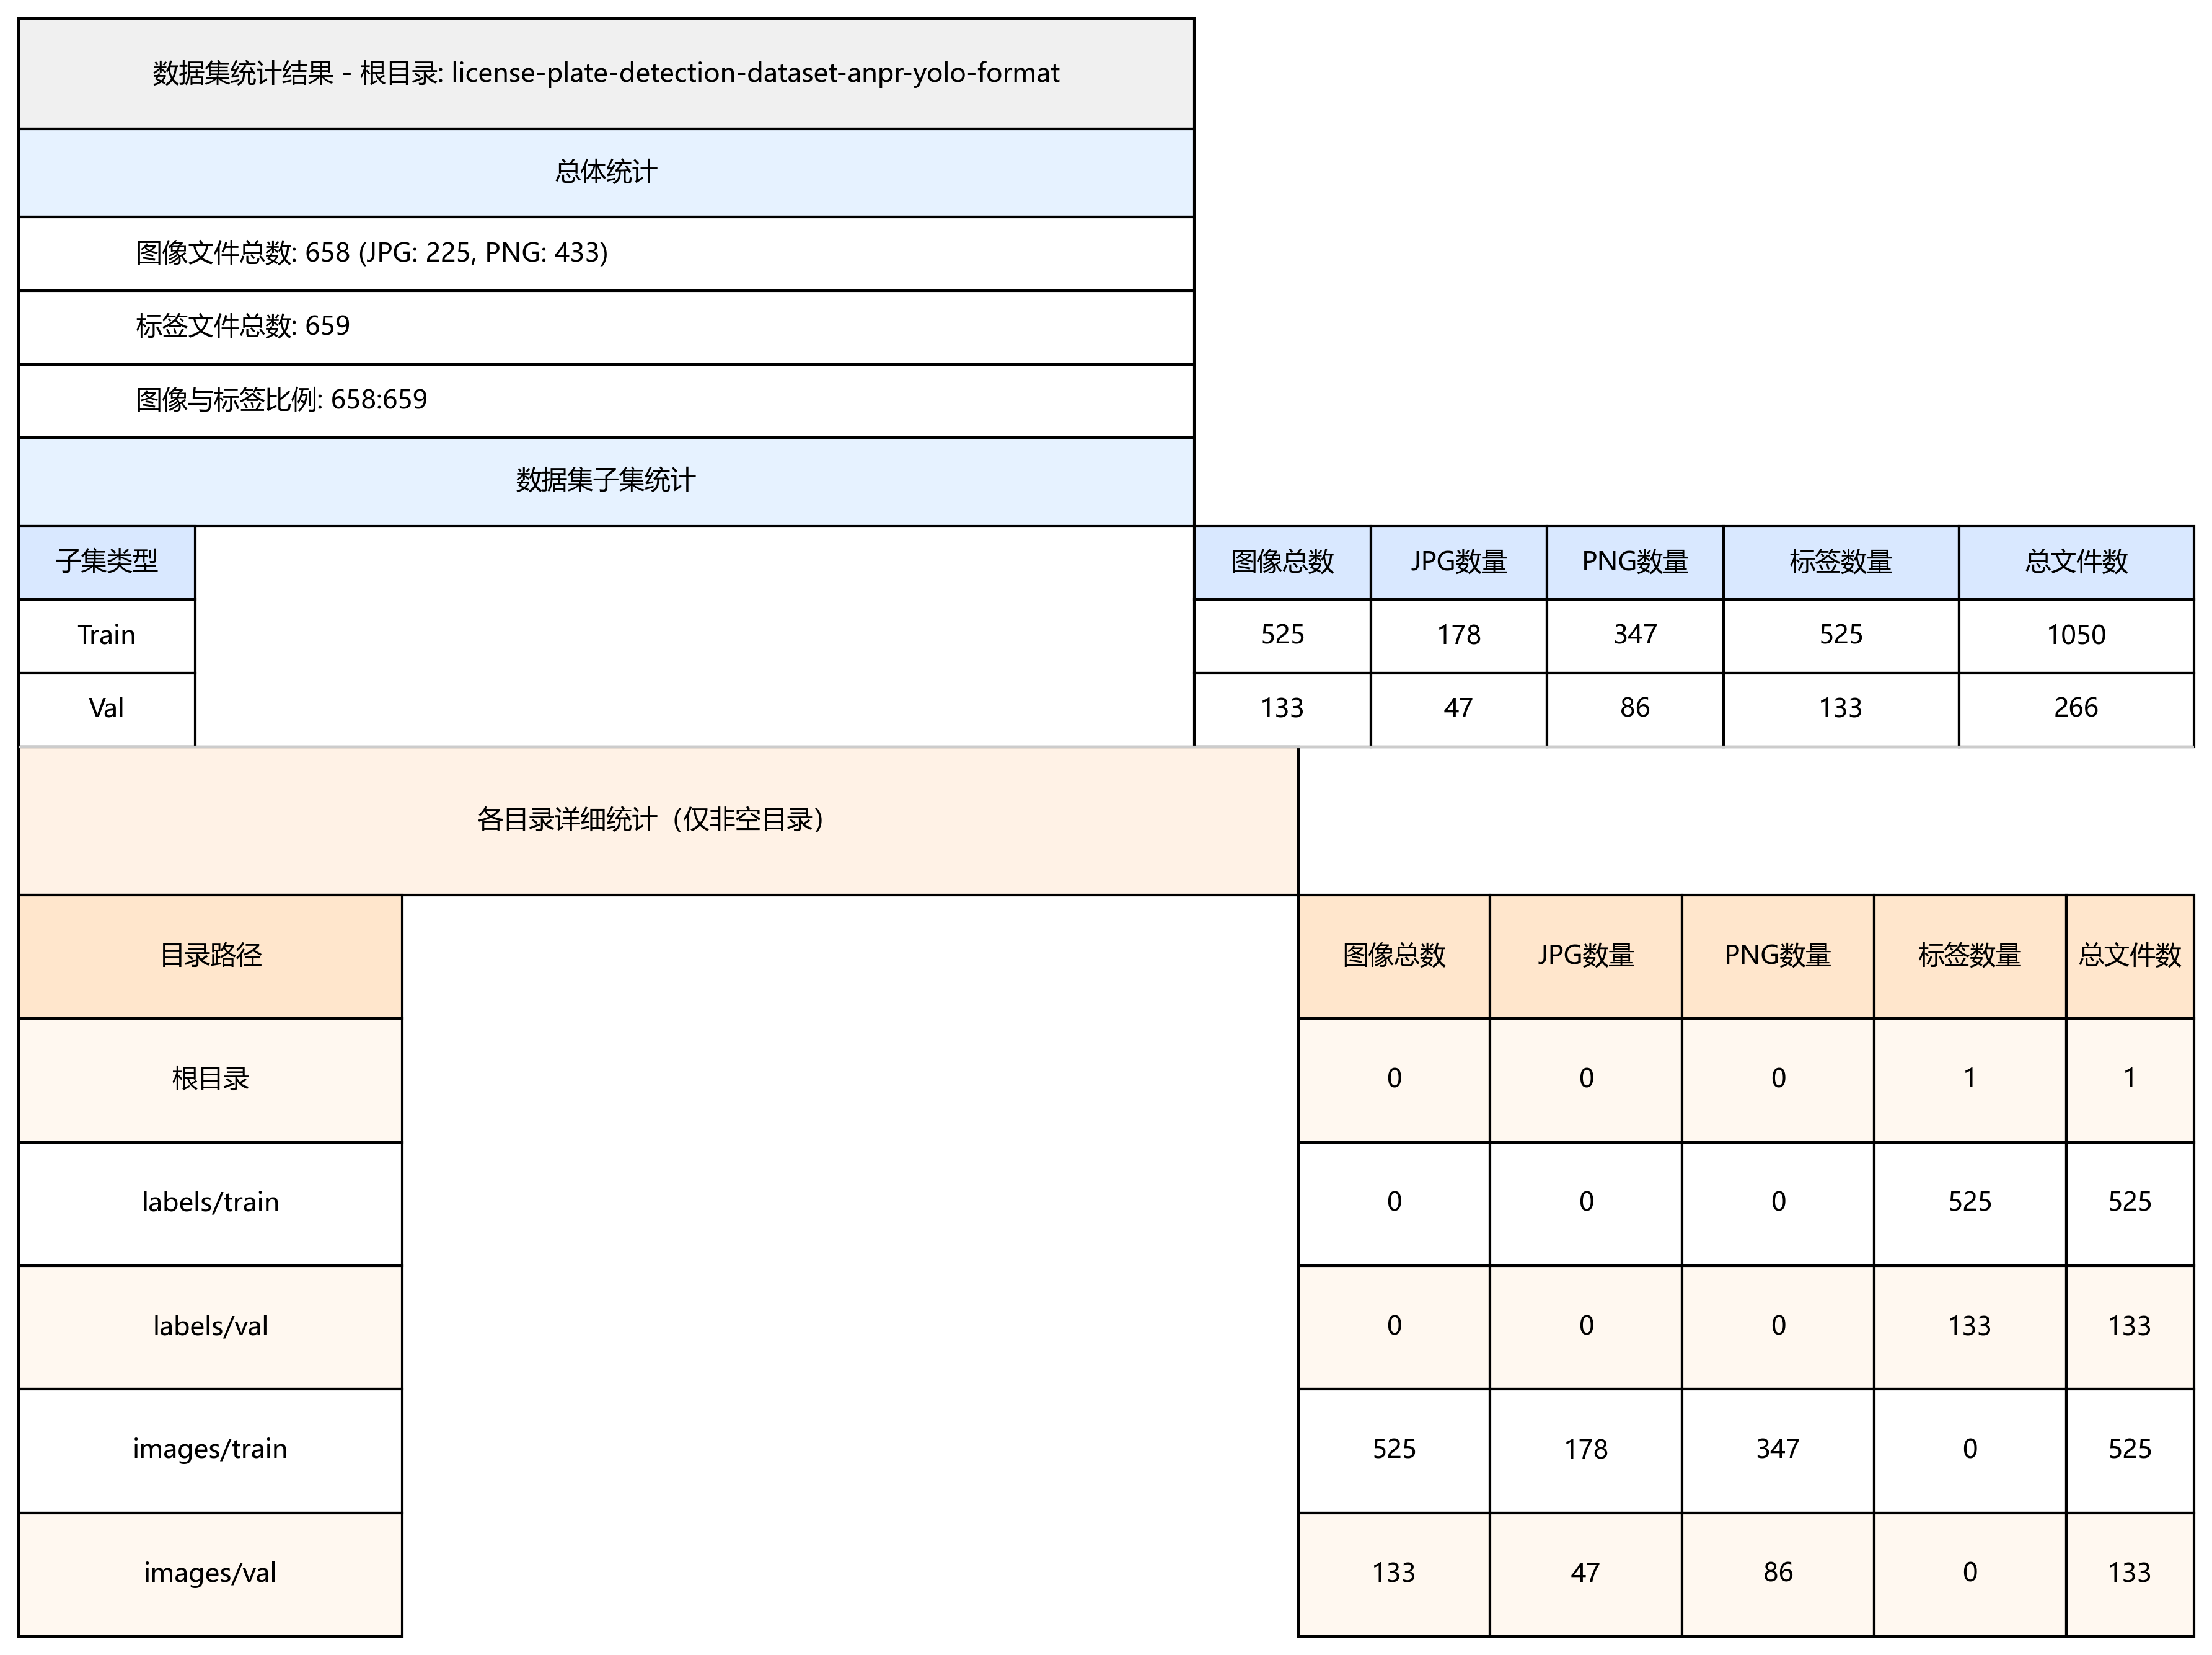 数据集统计结果 - 根目录: license-plate-detection-dataset-anpr-yolo-format
总体统计
图像文件总数: 658 (JPG: 225, PNG: 433)
标签文件总数: 659
图像与标签比例: 658:659
数据集子集统计
子集类型 图像总数 JPG数量 PNG数量 标签数量 总文件数
Train 525 178 347 525 1050
Val 133 47 86 133 266
各目录详细统计（仅非空目录）
目录路径 图像总数 JPG数量 PNG数量 标签数量 总文件数
根目录 0 0 0 1 1
labels/train 0 0 0 525 525
labels/val 0 0 0 133 133
images/train 525 178 347 0 525
images/val 133 47 86 0 133